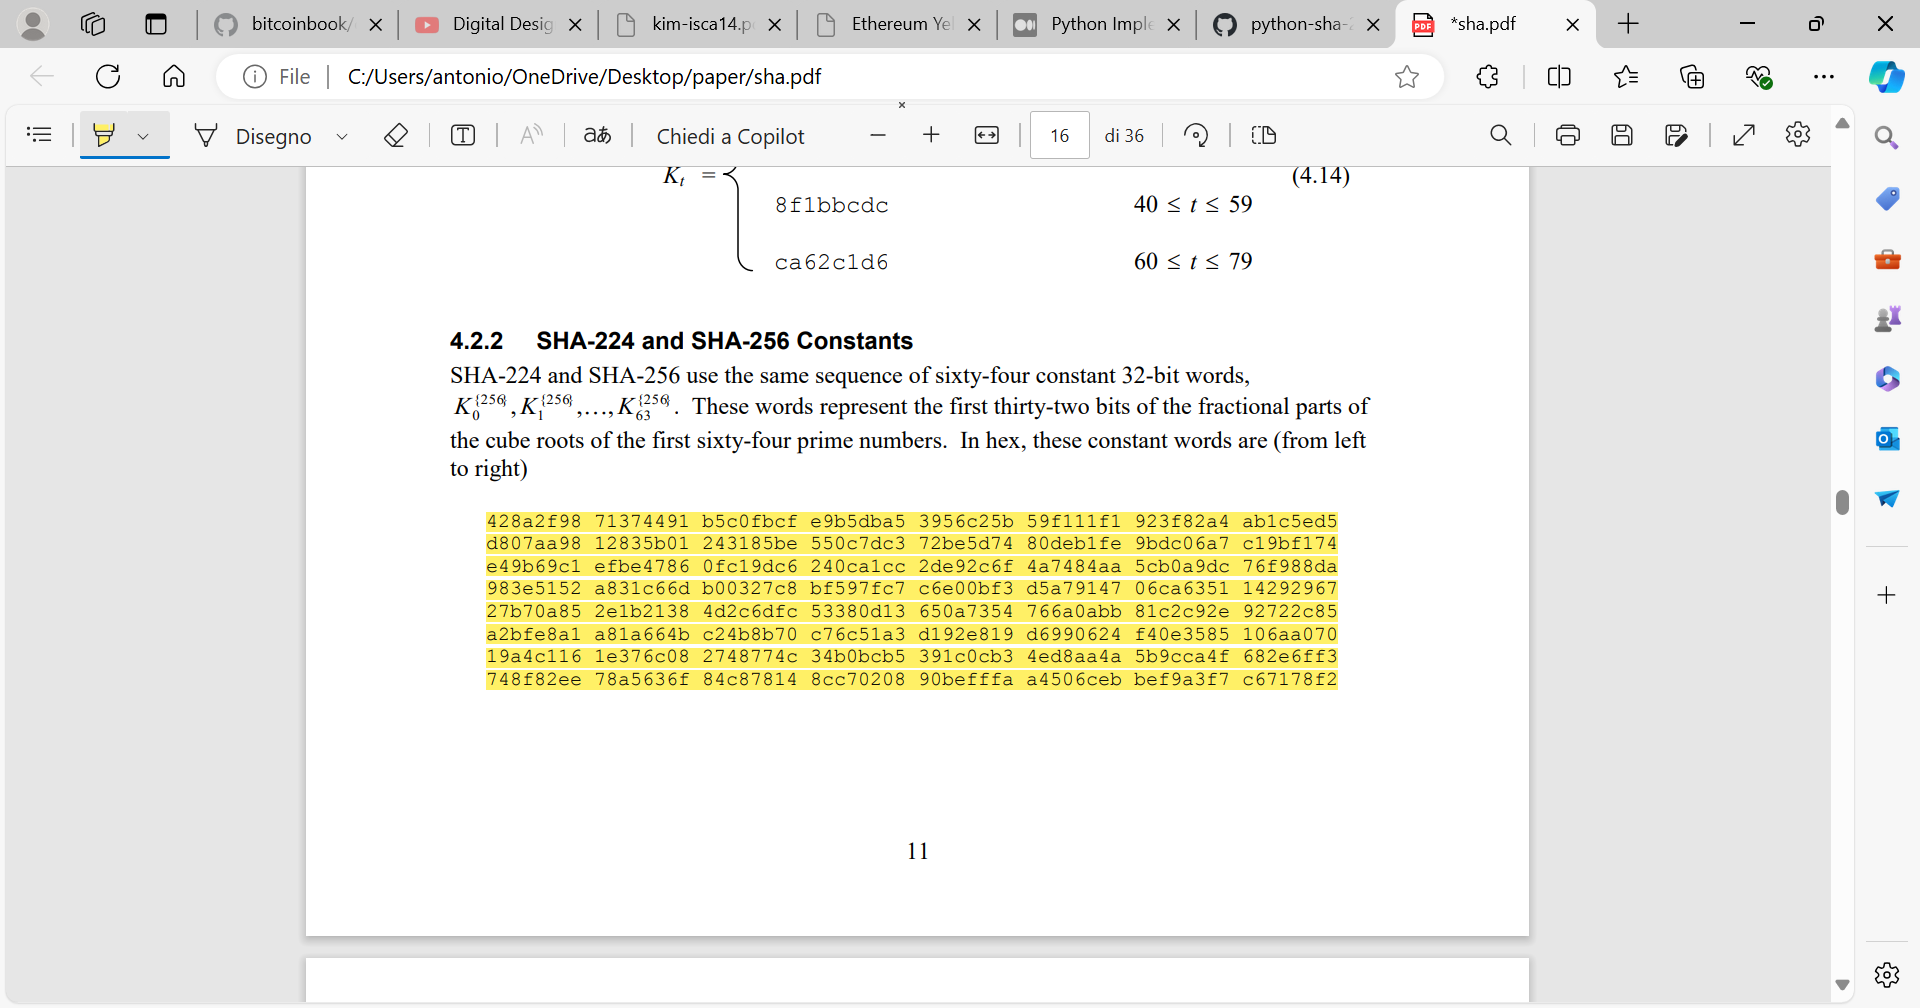 bitcoinbook/
Digital Desig
kim-isca14.p
Ethereum Yel
Python Imple
python-sha-2
*sha.pdf
File
C:/Users/antonio/OneDrive/Desktop/paper/sha.pdf
Disegno
Chiedi a Copilot
16 di 36
K_t = (4.14)
8f1bbcdc 40 ≤ t ≤ 59
ca62c1d6 60 ≤ t ≤ 79
4.2.2 SHA-224 and SHA-256 Constants
SHA-224 and SHA-256 use the same sequence of sixty-four constant 32-bit words,
K_0^{256}, K_1^{256},..., K_63^{256}. These words represent the first thirty-two bits of the fractional parts of
the cube roots of the first sixty-four prime numbers. In hex, these constant words are (from left
to right)
428a2f98 71374491 b5c0fbcf e9b5dba5 3956c25b 59f111f1 923f82a4 ab1c5ed5
d807aa98 12835b01 243185be 550c7dc3 72be5d74 80deb1fe 9bdc06a7 c19bf174
e49b69c1 efbe4786 0fc19dc6 240ca1cc 2de92c6f 4a7484aa 5cb0a9dc 76f988da
983e5152 a831c66d b00327c8 bf597fc7 c6e00bf3 d5a79147 06ca6351 14292967
27b70a85 2e1b2138 4d2c6dfc 53380d13 650a7354 766a0abb 81c2c92e 92722c85
a2bfe8a1 a81a664b c24b8b70 c76c51a3 d192e819 d6990624 f40e3585 106aa070
19a4c116 1e376c08 2748774c 34b0bcb5 391c0cb3 4ed8aa4a 5b9cca4f 682e6ff3
748f82ee 78a5636f 84c87814 8cc70208 90befffa a4506ceb bef9a3f7 c67178f2
11